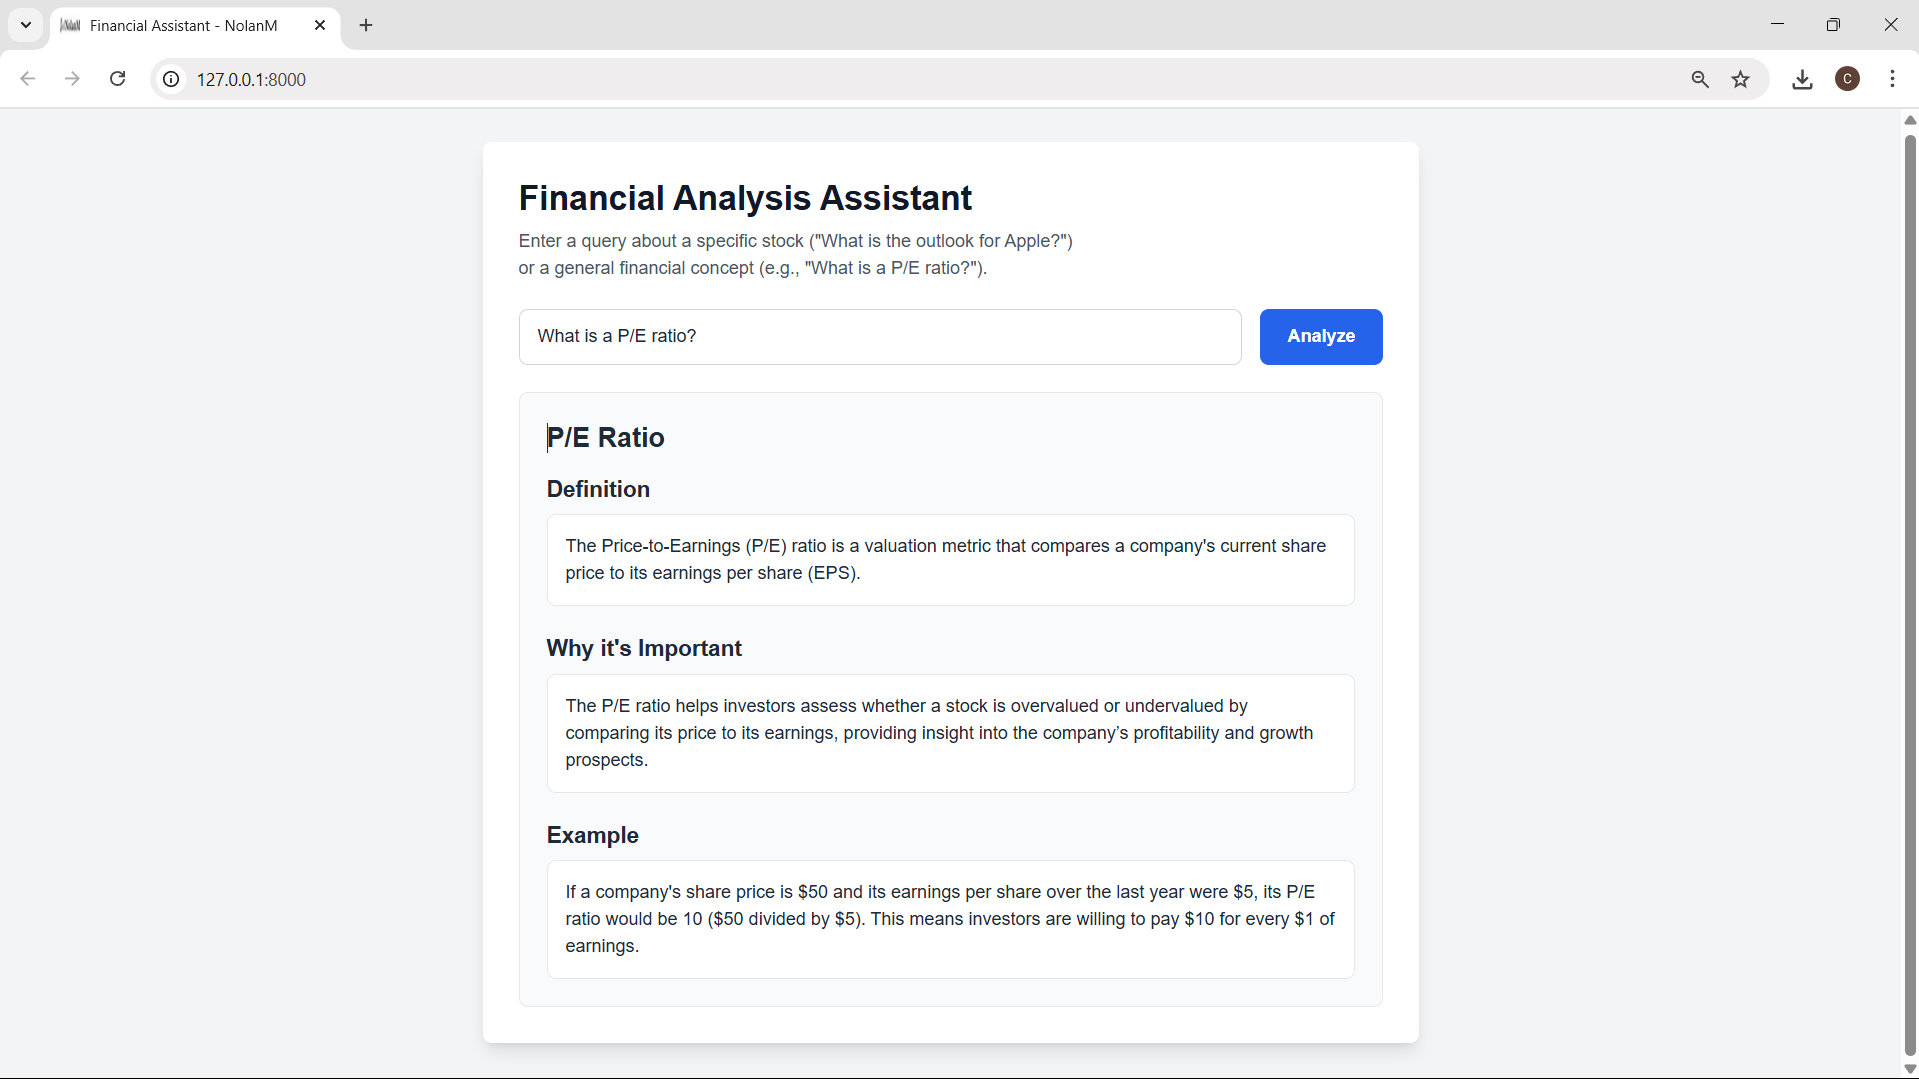 Financial Assistant - NolanM
127.0.0.1:8000
C
Financial Analysis Assistant
Enter a query about a specific stock ("What is the outlook for Apple?")
or a general financial concept (e.g., "What is a P/E ratio?").
What is a P/E ratio?
Analyze
P/E Ratio
Definition
The Price-to-Earnings (P/E) ratio is a valuation metric that compares a company's current share
price to its earnings per share (EPS).
Why it's Important
The P/E ratio helps investors assess whether a stock is overvalued or undervalued by
comparing its price to its earnings, providing insight into the company’s profitability and growth
prospects.
Example
If a company's share price is $50 and its earnings per share over the last year were $5, its P/E
ratio would be 10 ($50 divided by $5). This means investors are willing to pay $10 for every $1 of
earnings.